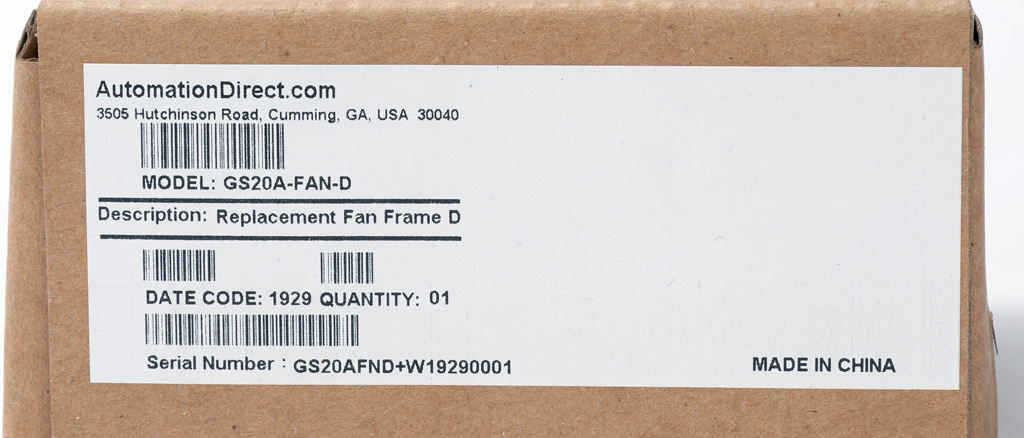 AutomationDirect.com
3505 Hutchinson Road, Cumming, GA, USA 30040
MODEL: GS20A-FAN-D
Description: Replacement Fan Frame D
DATE CODE: 1929 QUANTITY: 01
Serial Number : GS20AFND+W19290001
MADE IN CHINA